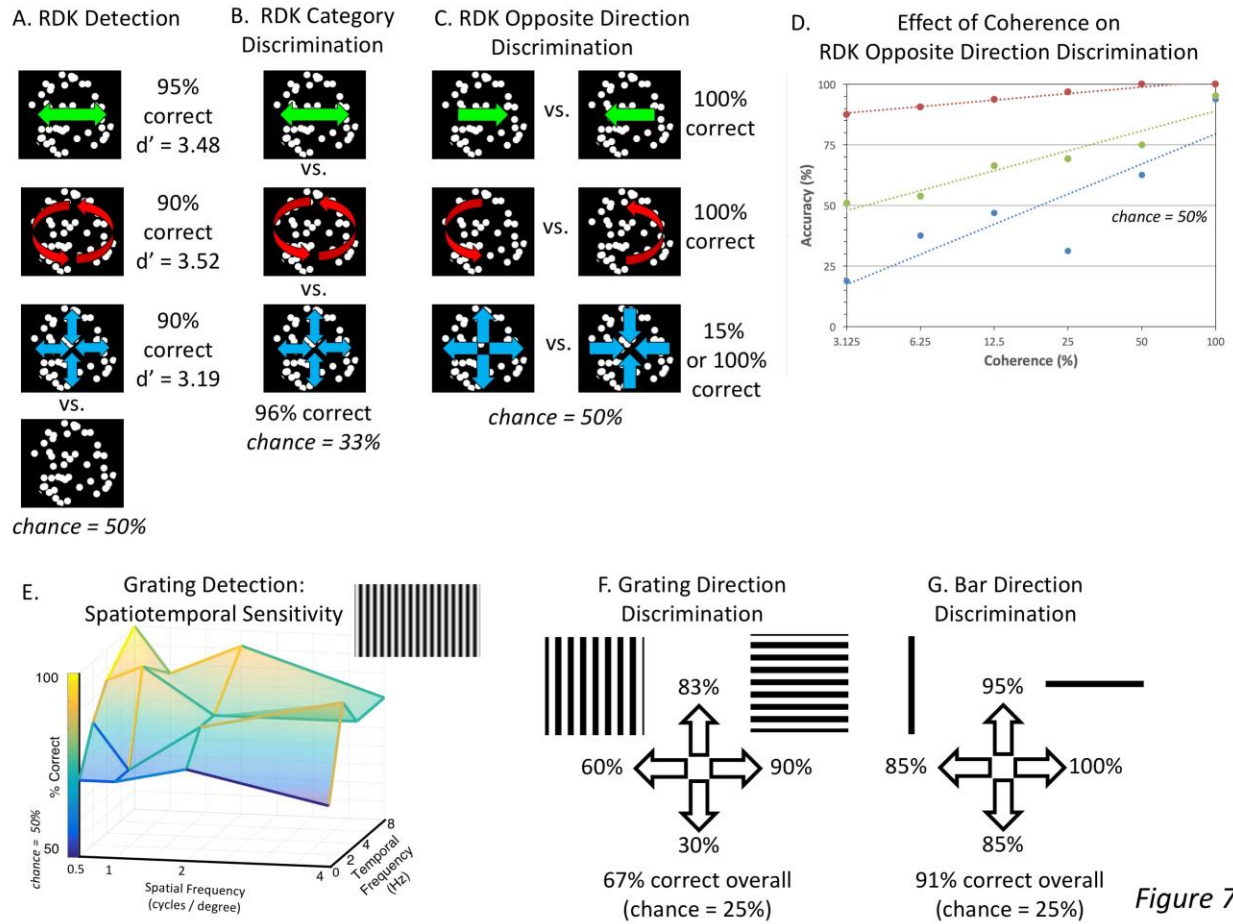 A. RDK Detection
95%
correct
d’ = 3.48
90%
correct
d’ = 3.52
vs.
90%
correct
d’ = 3.19
vs.
chance = 50%
B. RDK Category
Discrimination
vs.
vs.
96% correct
chance = 33%
C. RDK Opposite Direction
Discrimination
vs.
100%
correct
vs.
100%
correct
vs.
15%
or 100%
correct
chance = 50%
D.
Effect of Coherence on
RDK Opposite Direction Discrimination
Accuracy (%)
100
75
50
25
0
chance = 50%
3.125 6.25 12.5 25 50 100
Coherence (%)
E.
Grating Detection:
Spatiotemporal Sensitivity
100
50
% Correct
chance = 50%
0.5 1 2 4
Spatial Frequency
(cycles / degree)
0 2 4 8
Temporal
Frequency
(Hz)
F. Grating Direction
Discrimination
83%
60% 90%
30%
67% correct overall
(chance = 25%)
G. Bar Direction
Discrimination
95%
85% 100%
85%
91% correct overall
(chance = 25%)
Figure 7